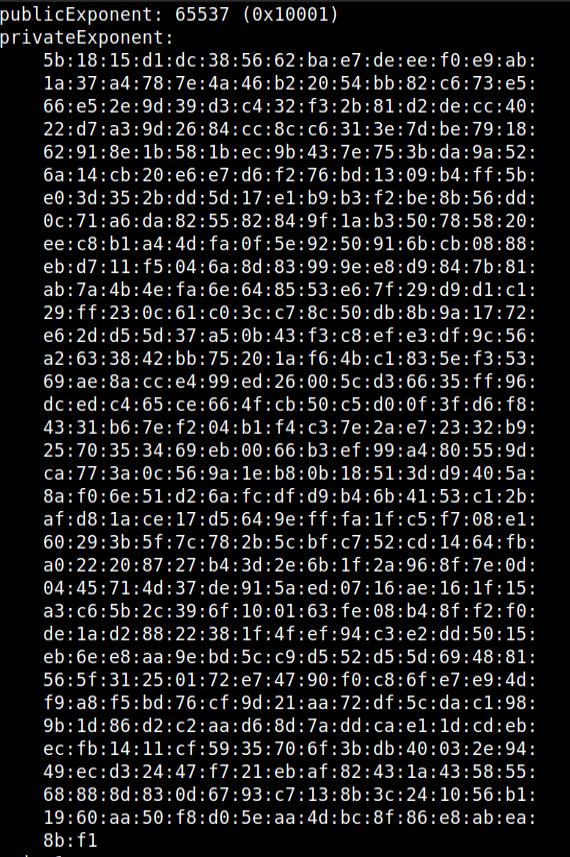 publicExponent: 65537 (0x10001)
privateExponent:
5b:18:15:d1:dc:38:56:62:ba:e7:de:ee:f0:e9:ab:
1a:37:a4:78:7e:4a:46:b2:20:54:bb:82:c6:73:e5:
66:e5:2e:9d:39:d3:c4:32:f3:2b:81:d2:de:cc:40:
22:d7:a3:9d:26:84:cc:8c:c6:31:3e:7d:be:79:18:
62:91:8e:1b:58:1b:ec:9b:43:7e:75:3b:da:9a:52:
6a:14:cb:20:e6:e7:d6:f2:76:bd:13:09:b4:ff:5b:
e0:3d:35:2b:dd:5d:17:e1:b9:b3:f2:be:8b:56:dd:
0c:71:a6:da:82:55:82:84:9f:1a:b3:50:78:58:20:
ee:c8:b1:a4:4d:fa:0f:5e:92:50:91:6b:cb:08:88:
eb:d7:11:f5:04:6a:8d:83:99:9e:e8:d9:84:7b:81:
ab:7a:4b:4e:fa:6e:64:85:53:e6:7f:29:d9:d1:c1:
29:ff:23:0c:61:c0:3c:c7:8c:50:db:8b:9a:17:72:
e6:2d:d5:5d:37:a5:0b:43:f3:c8:ef:e3:df:9c:56:
a2:63:38:42:bb:75:20:1a:f6:4b:c1:83:5e:f3:53:
69:ae:8a:cc:e4:99:ed:26:00:5c:d3:66:35:ff:96:
dc:ed:c4:65:ce:66:4f:cb:50:c5:d0:0f:3f:d6:f8:
43:31:b6:7e:f2:04:b1:f4:c3:7e:2a:e7:23:32:b9:
25:70:35:34:69:eb:00:66:b3:ef:99:a4:80:55:9d:
ca:77:3a:0c:56:9a:1e:b8:0b:18:51:3d:d9:40:5a:
8a:f0:6e:51:d2:6a:fc:df:d9:b4:6b:41:53:c1:2b:
af:d8:1a:ce:17:d5:64:9e:ff:fa:1f:c5:f7:08:e1:
60:29:3b:5f:7c:78:2b:5c:bf:c7:52:cd:14:64:fb:
a0:22:20:87:27:b4:3d:2e:6b:1f:2a:96:8f:7e:0d:
04:45:71:4d:37:de:91:5a:ed:07:16:ae:16:1f:15:
a3:c6:5b:2c:39:6f:10:01:63:fe:08:b4:8f:f2:f0:
de:1a:d2:88:22:38:1f:4f:ef:94:c3:e2:dd:50:15:
eb:6e:e8:aa:9e:bd:5c:c9:d5:52:d5:5d:69:48:81:
56:5f:31:25:01:72:e7:47:90:f0:c8:6f:e7:e9:4d:
f9:a8:f5:bd:76:cf:9d:21:aa:72:df:5c:da:c1:98:
9b:1d:86:d2:c2:aa:d6:8d:7a:dd:ca:e1:1d:cd:eb:
ec:fb:14:11:cf:59:35:70:6f:3b:db:40:03:2e:94:
49:ec:d3:24:47:f7:21:eb:af:82:43:1a:43:58:55:
68:88:8d:83:0d:67:93:c7:13:8b:3c:24:10:56:b1:
19:60:aa:50:f8:d0:5e:aa:4d:bc:8f:86:e8:ab:ea:
8b:f1